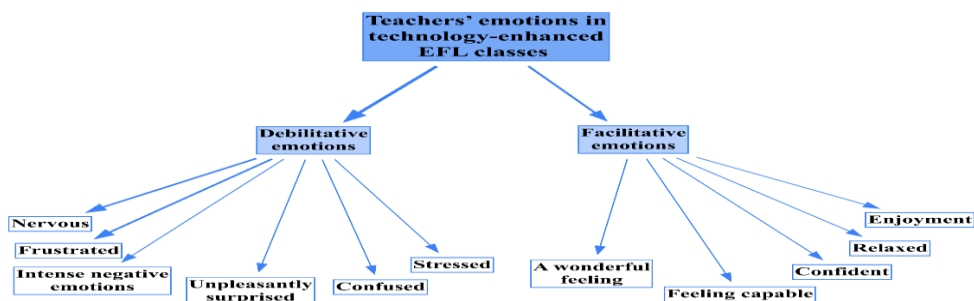 Teachers' emotions in
technology-enhanced
EFL classes
Debilitative
emotions
Facilitative
emotions
Nervous
Frustrated
Intense negative
emotions
Unpleasantly
surprised
Confused
Stressed
A wonderful
feeling
Feeling capable
Confident
Relaxed
Enjoyment